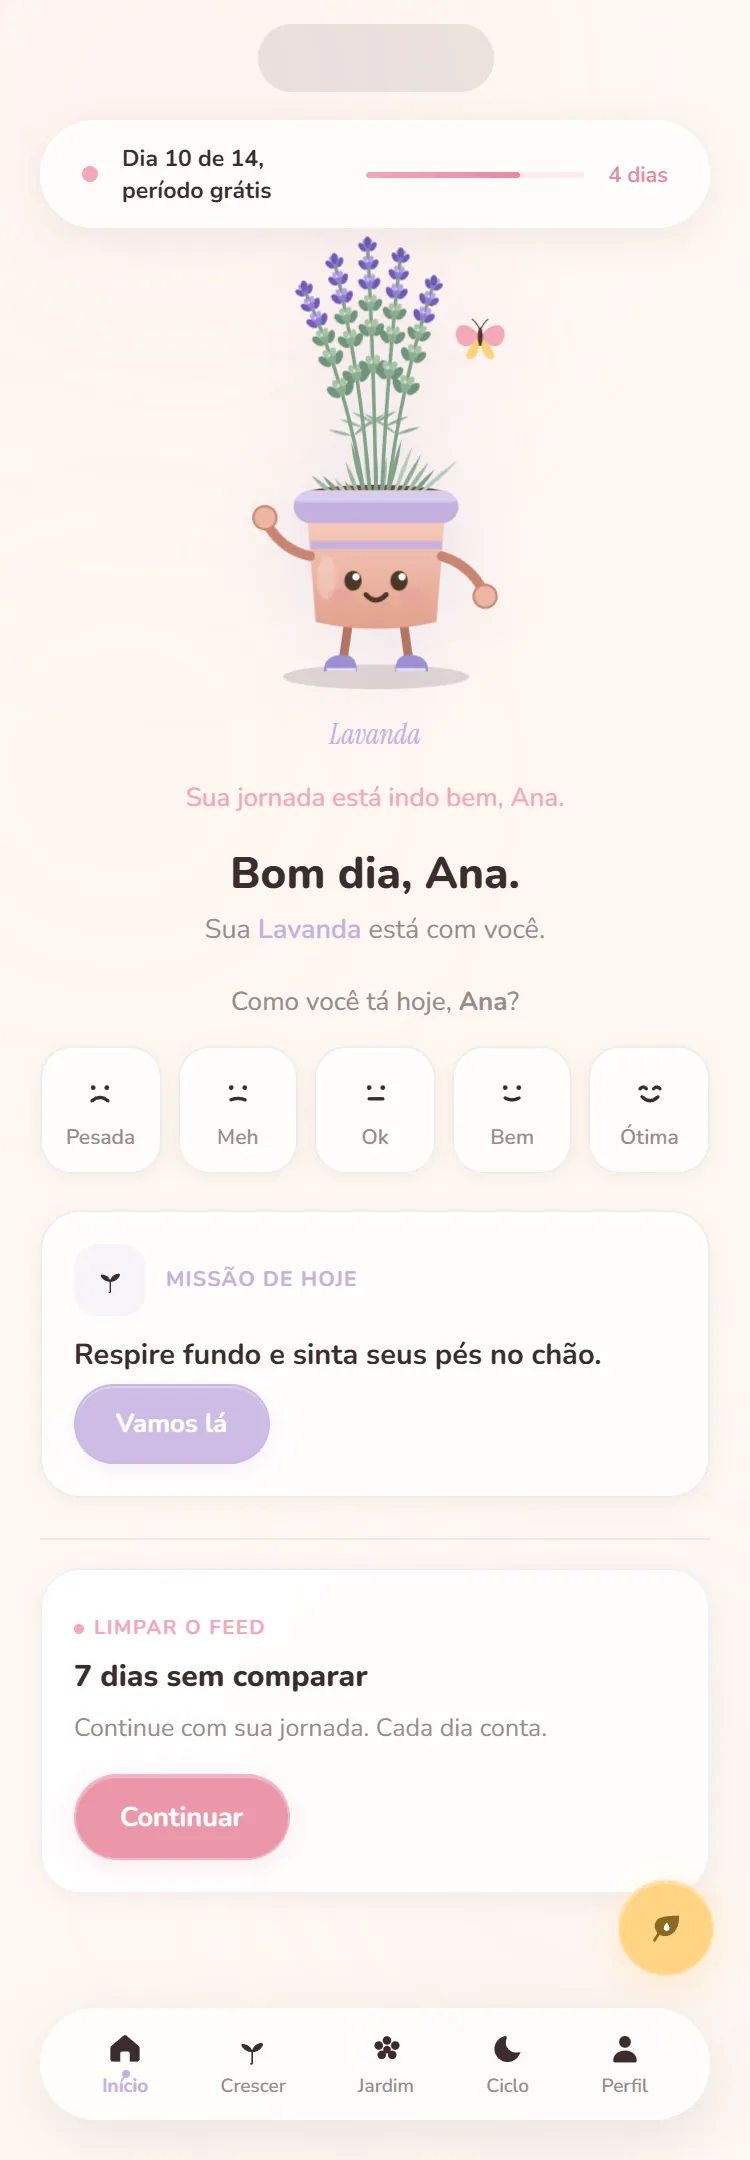 Dia 10 de 14,
período grátis
4 dias
Lavanda
Sua jornada está indo bem, Ana.
Bom dia, Ana.
Sua Lavanda está com você.
Como você tá hoje, Ana?
Pesada
Meh
Ok
Bem
Ótima
MISSÃO DE HOJE
Respire fundo e sinta seus pés no chão.
Vamos lá
LIMPAR O FEED
7 dias sem comparar
Continue com sua jornada. Cada dia conta.
Continuar
Início
Crescer
Jardim
Ciclo
Perfil